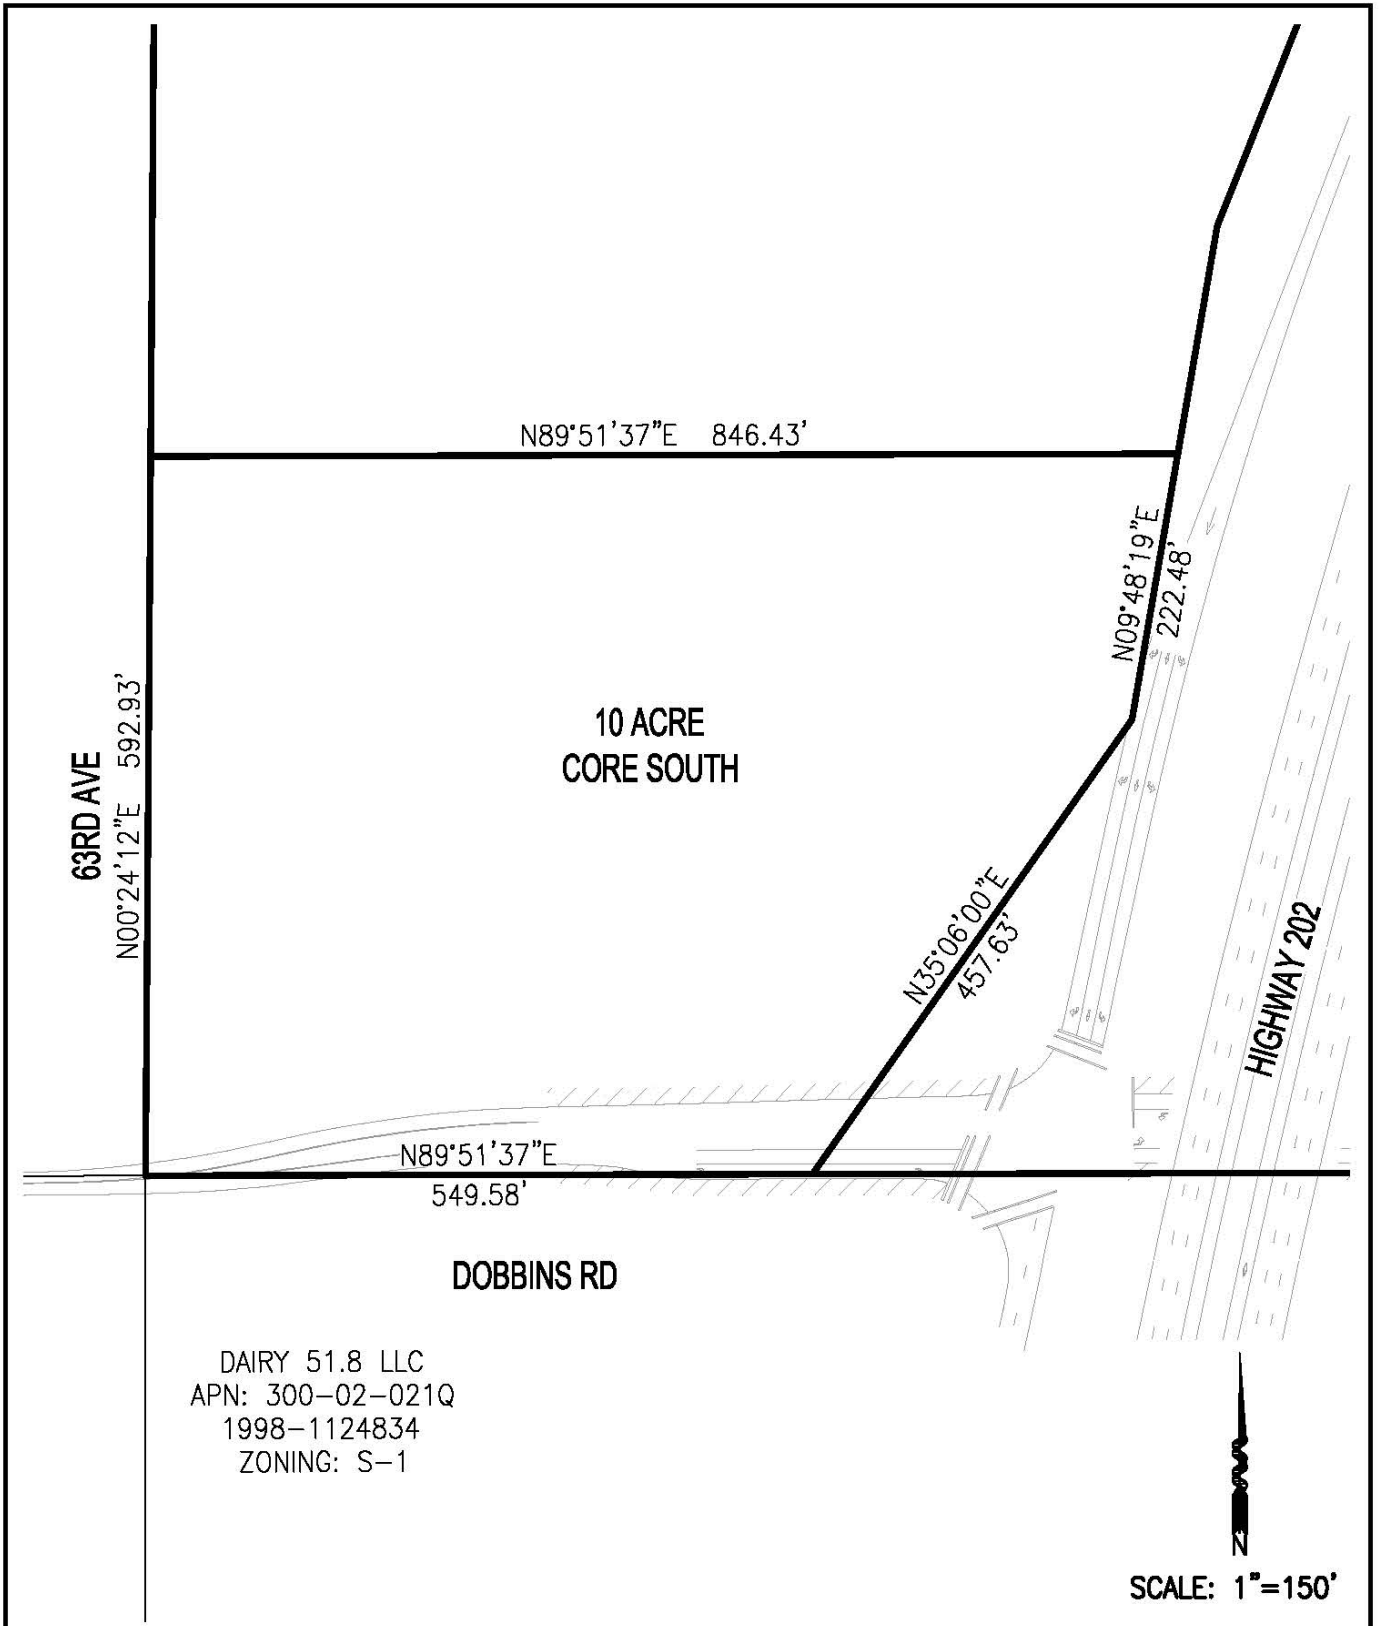 N89°51'37"E 846.43'
N09°48'19"E
222.48'
10 ACRE
CORE SOUTH
63RD AVE
N00°24'12"E 592.93'
N35°06'00"E
457.63'
HIGHWAY 202
N89°51'37"E
549.58'
DOBBINS RD
DAIRY 51.8 LLC
APN: 300-02-021Q
1998-1124834
ZONING: S-1
N
SCALE: 1"=150'